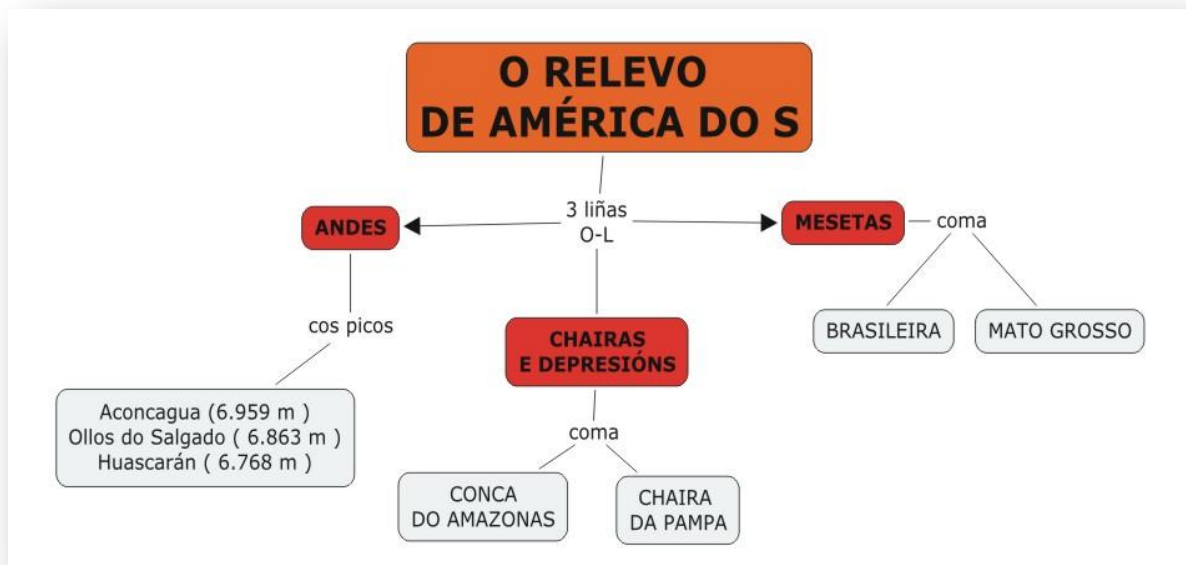 O RELEVO
DE AMÉRICA DO S
3 liñas
O-L
ANDES
cos picos
Aconcagua (6.959 m )
Ollos do Salgado ( 6.863 m )
Huascarán ( 6.768 m )
CHAIRAS
E DEPRESIÓNS
coma
CONCA
DO AMAZONAS
CHAIRA
DA PAMPA
MESETAS
coma
BRASILEIRA
MATO GROSSO